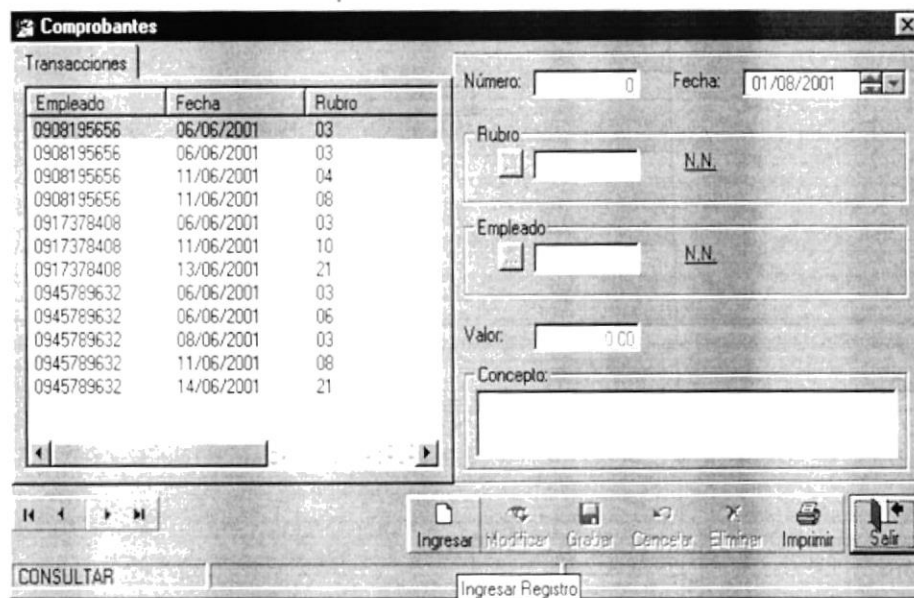 Comprobantes
Transacciones
Empleado Fecha Rubro
0908195656 06/06/2001 03
0908195656 06/06/2001 03
0908195656 11/06/2001 04
0908195656 11/06/2001 08
0917378408 06/06/2001 03
0917378408 11/06/2001 10
0917378408 13/06/2001 21
0945789632 06/06/2001 03
0945789632 06/06/2001 06
0945789632 08/06/2001 03
0945789632 11/06/2001 08
0945789632 14/06/2001 21
Número: 0 Fecha: 01/08/2001
Rubro
... N.N.
Empleado
... N.N.
Valor: 0.00
Concepto:
Ingresar Modificar Grabar Cancelar Eliminar Imprimir Salir
CONSULTAR
Ingresar Registro